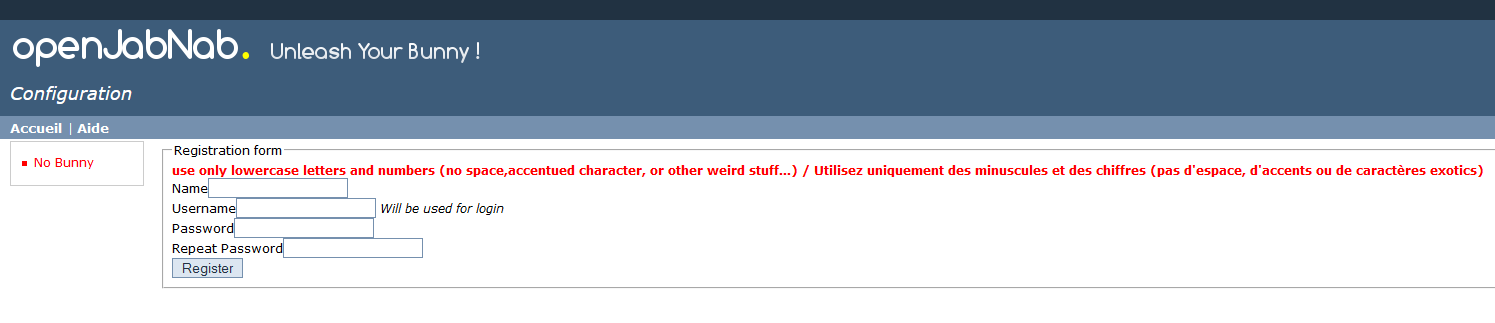 openJabNab. Unleash Your Bunny !
Configuration
Accueil | Aide
No Bunny
Registration form
use only lowercase letters and numbers (no space,accentued character, or other weird stuff...) / Utilisez uniquement des minuscules et des chiffres (pas d'espace, d'accents ou de caractères exotics)
Name
Username Will be used for login
Password
Repeat Password
Register